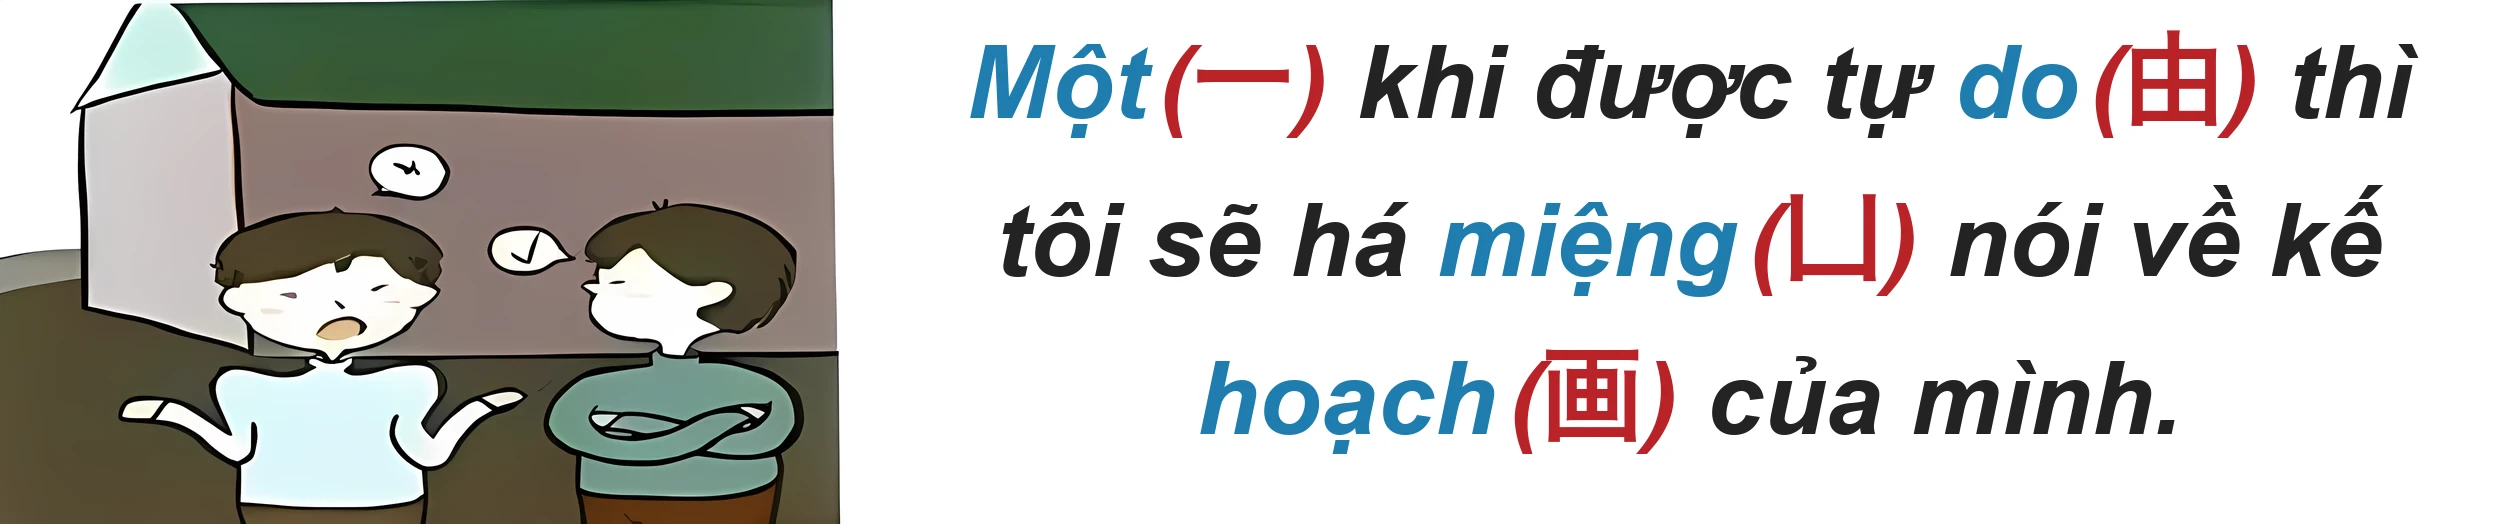 Một(一) khi được tự do(由) thì
tôi sẽ há miệng(凵) nói về kế
hoạch(画) của mình.